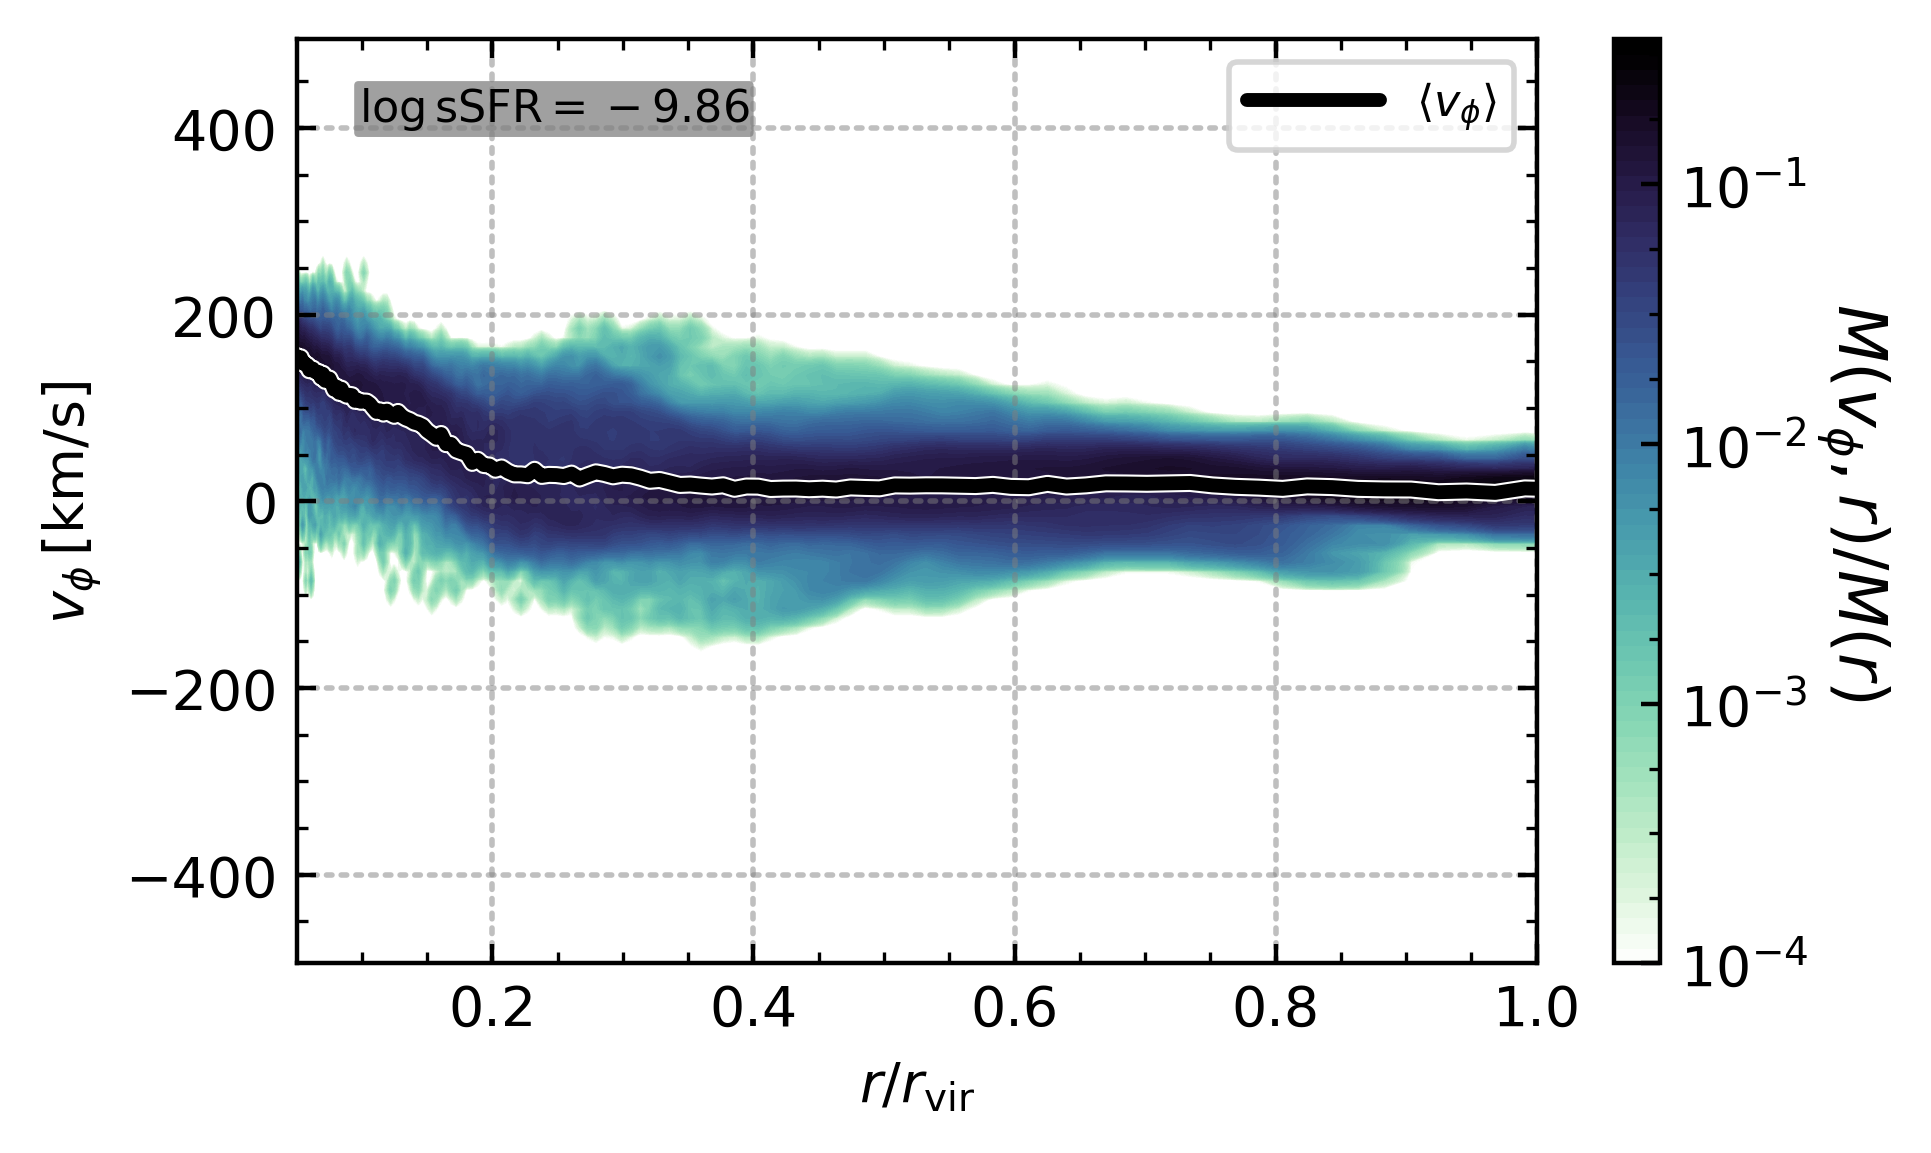 log sSFR = −9.86
⟨v_ϕ⟩
400
200
0
−200
−400
v_ϕ [km/s]
0.2 0.4 0.6 0.8 1.0
r/r_vir
10⁻¹
10⁻²
10⁻³
10⁻⁴
M(v_ϕ, r)/M(r)